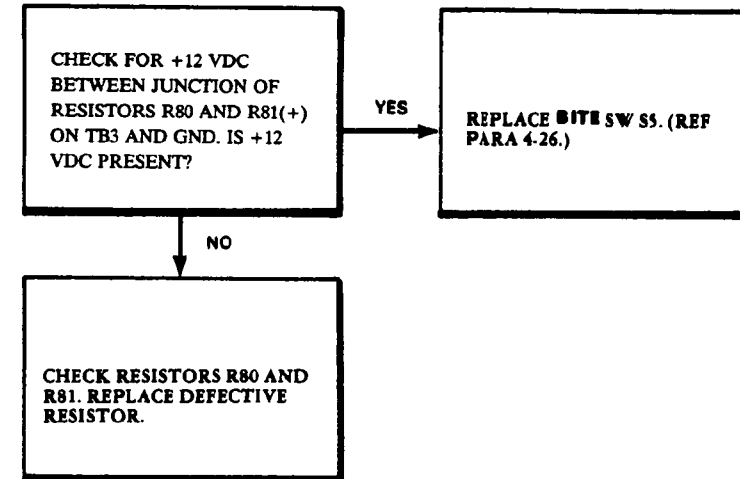 CHECK FOR +12 VDC
BETWEEN JUNCTION OF
RESISTORS R80 AND R81(+)
ON TB3 AND GND. IS +12
VDC PRESENT?
YES
REPLACE BITE SW S5. (REF
PARA 4-26.)
NO
CHECK RESISTORS R80 AND
R81. REPLACE DEFECTIVE
RESISTOR.